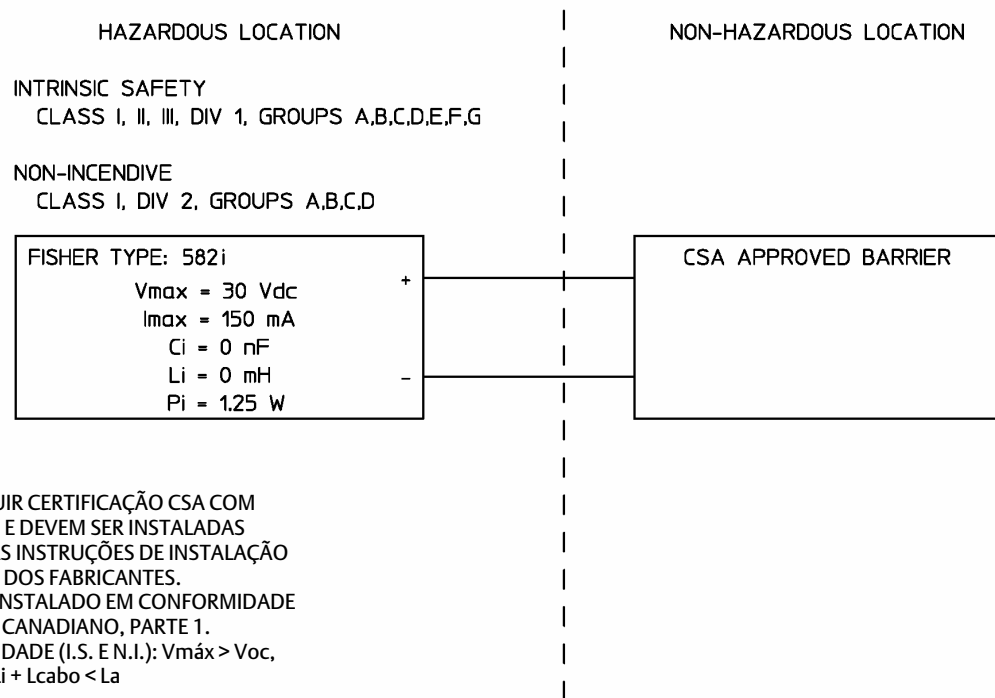 HAZARDOUS LOCATION
NON-HAZARDOUS LOCATION
INTRINSIC SAFETY
CLASS I, II, III, DIV 1, GROUPS A,B,C,D,E,F,G
NON-INCENDIVE
CLASS I, DIV 2, GROUPS A,B,C,D
FISHER TYPE: 582i
Vmax = 30 Vdc
Imax = 150 mA
Ci = 0 nF
Li = 0 mH
Pi = 1.25 W
+
-
CSA APPROVED BARRIER
UIR CERTIFICAÇÃO CSA COM
E DEVEM SER INSTALADAS
AS INSTRUÇÕES DE INSTALAÇÃO
DOS FABRICANTES.
INSTALADO EM CONFORMIDADE
CANADIANO, PARTE 1.
DADE (I.S. E N.I.): Vmáx > Voc,
i + Lcabo < La